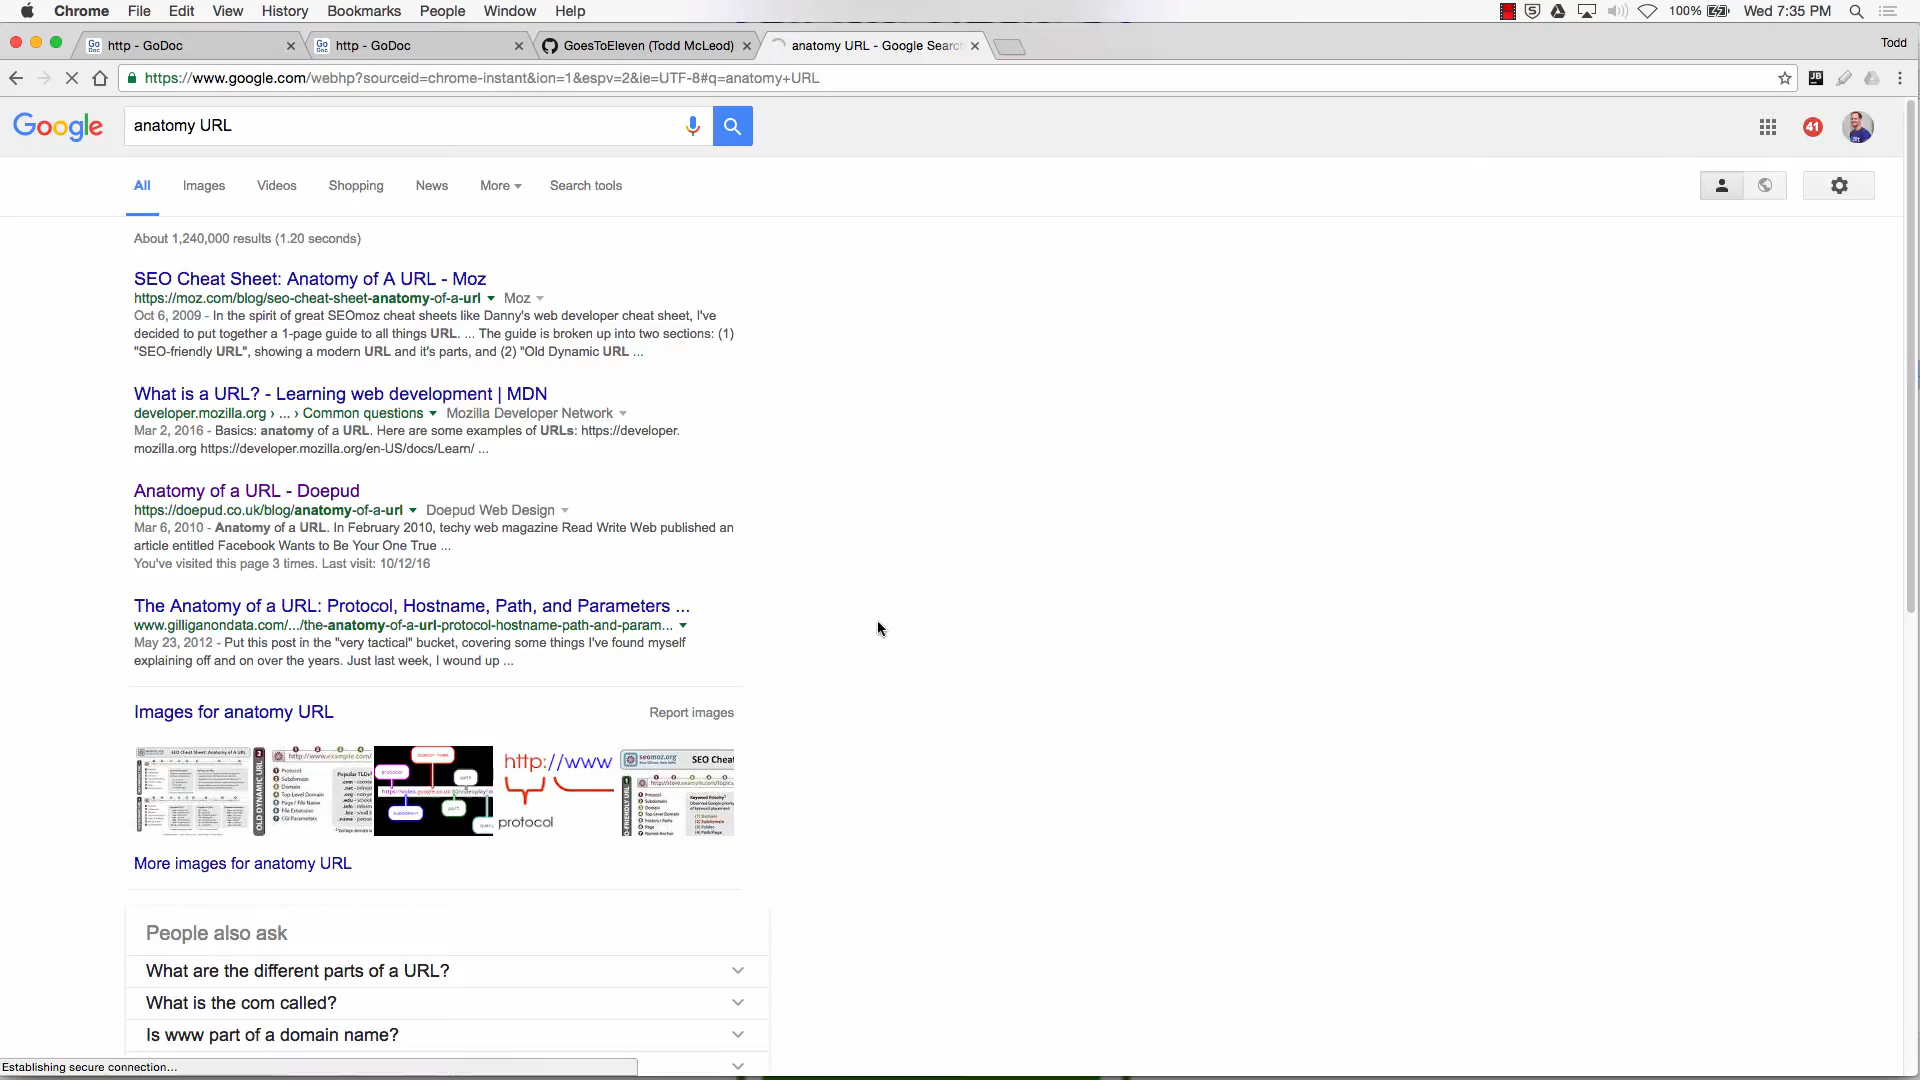 Chrome File Edit View History Bookmarks People Window Help 100% Wed 7:35 PM
http - GoDoc http - GoDoc GoesToEleven (Todd McLeod) anatomy URL - Google Search Todd
https://www.google.com/webhp?sourceid=chrome-instant&ion=1&espv=2&ie=UTF-8#q=anatomy+URL
Google anatomy URL 41
All Images Videos Shopping News More Search tools
About 1,240,000 results (1.20 seconds)
SEO Cheat Sheet: Anatomy of A URL - Moz
https://moz.com/blog/seo-cheat-sheet-anatomy-of-a-url Moz
Oct 6, 2009 - In the spirit of great SEOmoz cheat sheets like Danny's web developer cheat sheet, I've
decided to put together a 1-page guide to all things URL. ... The guide is broken up into two sections: (1)
"SEO-friendly URL", showing a modern URL and it's parts, and (2) "Old Dynamic URL ...
What is a URL? - Learning web development | MDN
developer.mozilla.org › ... › Common questions Mozilla Developer Network
Mar 2, 2016 - Basics: anatomy of a URL. Here are some examples of URLs: https://developer.
mozilla.org https://developer.mozilla.org/en-US/docs/Learn/ ...
Anatomy of a URL - Doepud
https://doepud.co.uk/blog/anatomy-of-a-url Doepud Web Design
Mar 6, 2010 - Anatomy of a URL. In February 2010, techy web magazine Read Write Web published an
article entitled Facebook Wants to Be Your One True ...
You've visited this page 3 times. Last visit: 10/12/16
The Anatomy of a URL: Protocol, Hostname, Path, and Parameters ...
www.gilliganondata.com/.../the-anatomy-of-a-url-protocol-hostname-path-and-param...
May 23, 2012 - Put this post in the "very tactical" bucket, covering some things I've found myself
explaining off and on over the years. Just last week, I wound up ...
Images for anatomy URL Report images
http://www
protocol
seomoz.org SEO Chea
More images for anatomy URL
People also ask
What are the different parts of a URL?
What is the com called?
Is www part of a domain name?
Establishing secure connection...